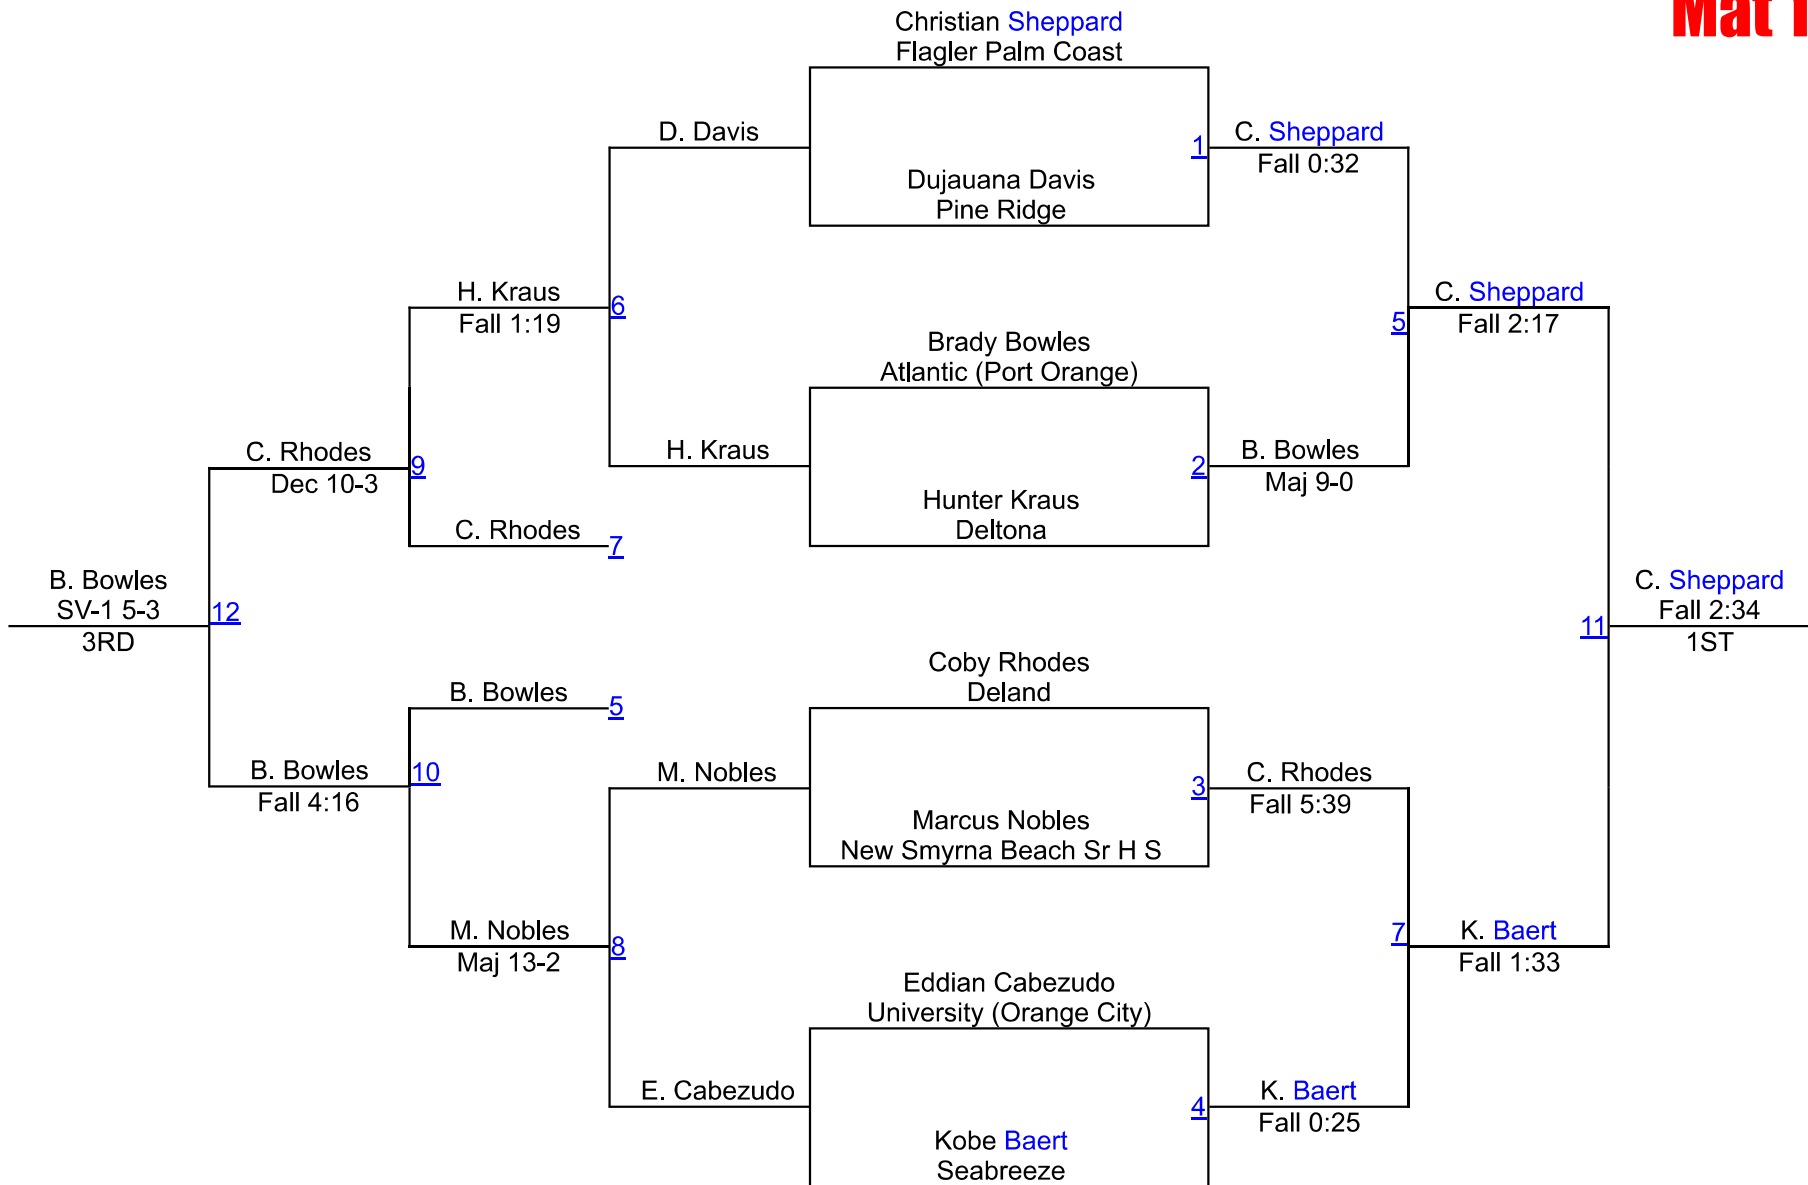 Mat 1
Christian Sheppard
Flagler Palm Coast
D. Davis
1
C. Sheppard
Fall 0:32
Dujauana Davis
Pine Ridge
H. Kraus
Fall 1:19
6
C. Sheppard
Fall 2:17
5
Brady Bowles
Atlantic (Port Orange)
C. Rhodes
Dec 10-3
9
H. Kraus
2
B. Bowles
Maj 9-0
Hunter Kraus
Deltona
C. Rhodes
7
B. Bowles
SV-1 5-3
3RD
12
C. Sheppard
Fall 2:34
1ST
11
Coby Rhodes
Deland
B. Bowles
5
B. Bowles
Fall 4:16
10
M. Nobles
3
C. Rhodes
Fall 5:39
Marcus Nobles
New Smyrna Beach Sr H S
M. Nobles
Maj 13-2
8
7
K. Baert
Fall 1:33
Eddian Cabezudo
University (Orange City)
E. Cabezudo
4
K. Baert
Fall 0:25
Kobe Baert
Seabreeze